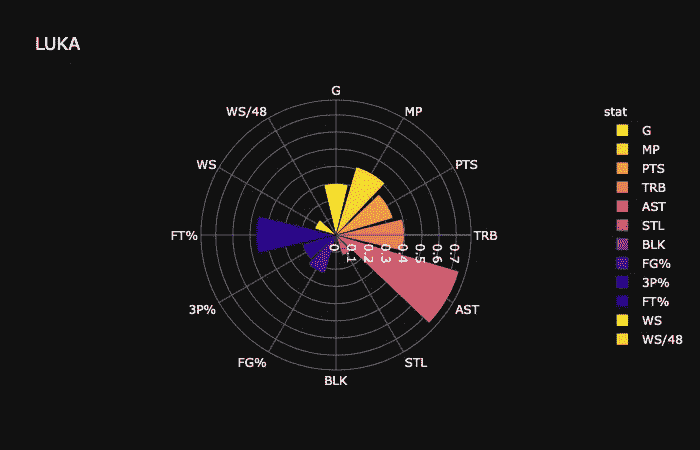 LUKA
G
MP
PTS
TRB
AST
STL
BLK
FG%
3P%
FT%
WS
WS/48
0
0.1
0.2
0.3
0.4
0.5
0.6
0.7
stat
G
MP
PTS
TRB
AST
STL
BLK
FG%
3P%
FT%
WS
WS/48